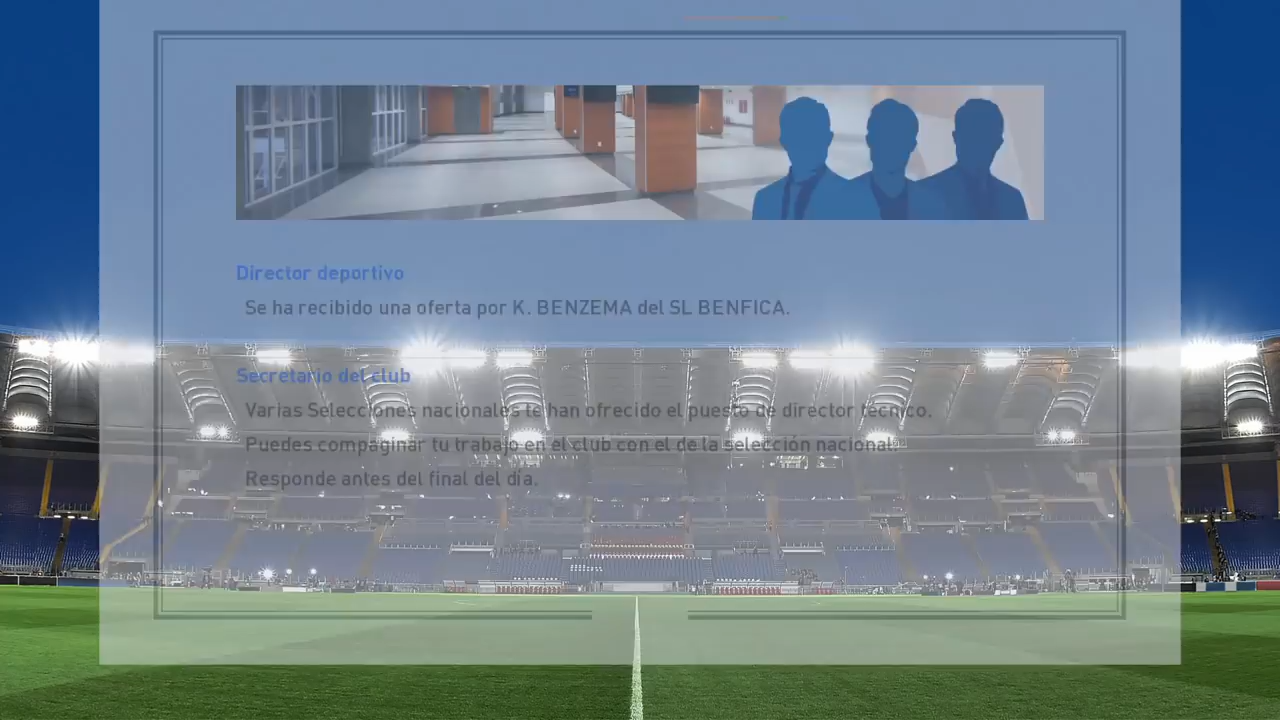 Director deportivo
Se ha recibido una oferta por K. BENZEMA del SL BENFICA.
Secretario del club
Varias Selecciones nacionales le han ofrecido el puesto de director técnico.
Puedes compaginar tu trabajo en el club con el de la selección nacional.
Responde antes del final del día.